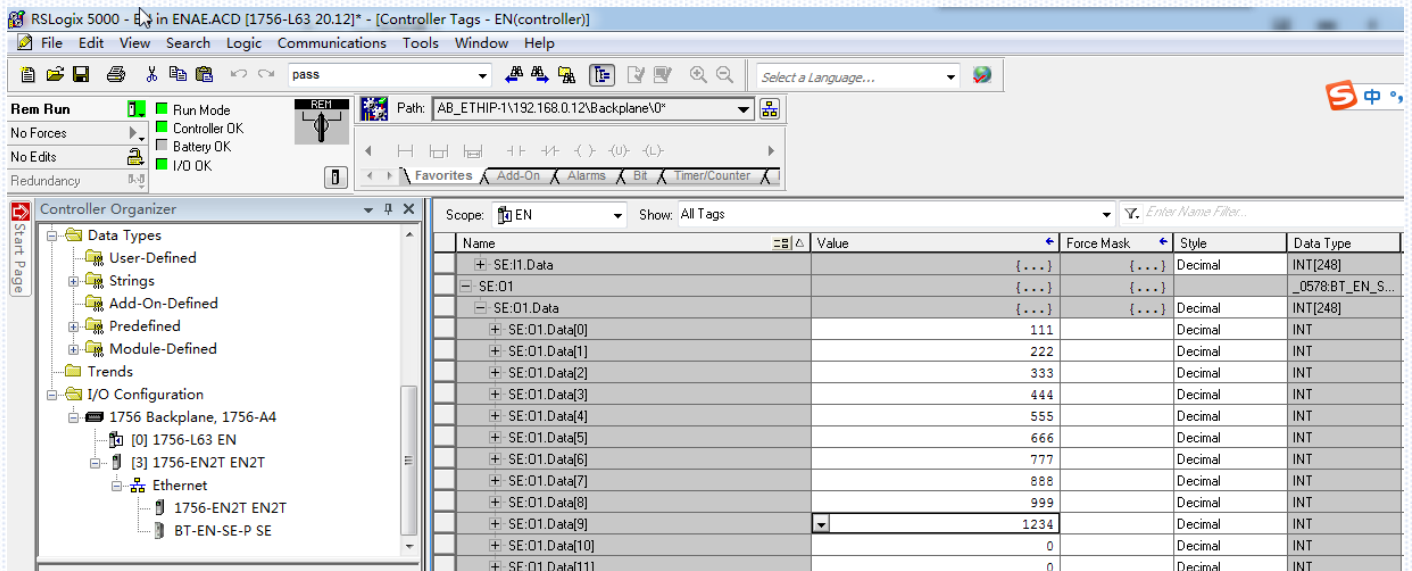 RSLogix 5000 - EN in ENAE.ACD [1756-L63 20.12]* - [Controller Tags - EN(controller)]
File Edit View Search Logic Communications Tools Window Help
pass
Select a Language...
Rem Run
Run Mode
REM
Path: AB_ETHIP-1\192.168.0.12\Backplane\0*
中
No Forces
Controller OK
Battery OK
No Edits
I/O OK
Redundancy
Favorites Add-On Alarms Bit Timer/Counter
Start Page
Controller Organizer
Scope: EN Show: All Tags Enter Name Filter...
Data Types
User-Defined
Strings
Add-On-Defined
Predefined
Module-Defined
Trends
I/O Configuration
1756 Backplane, 1756-A4
[0] 1756-L63 EN
[3] 1756-EN2T EN2T
Ethernet
1756-EN2T EN2T
BT-EN-SE-P SE
Name Value Force Mask Style Data Type
SE:I1.Data {...} {...} Decimal INT[248]
SE:O1 {...} {...} _0578:BT_EN_S...
SE:O1.Data {...} {...} Decimal INT[248]
SE:O1.Data[0] 111 Decimal INT
SE:O1.Data[1] 222 Decimal INT
SE:O1.Data[2] 333 Decimal INT
SE:O1.Data[3] 444 Decimal INT
SE:O1.Data[4] 555 Decimal INT
SE:O1.Data[5] 666 Decimal INT
SE:O1.Data[6] 777 Decimal INT
SE:O1.Data[7] 888 Decimal INT
SE:O1.Data[8] 999 Decimal INT
SE:O1.Data[9] 1234 Decimal INT
SE:O1.Data[10] 0 Decimal INT
SE:O1.Data[11] 0 Decimal INT